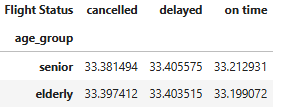 Flight Status cancelled delayed on time
age_group
senior 33.381494 33.405575 33.212931
elderly 33.397412 33.403515 33.199072